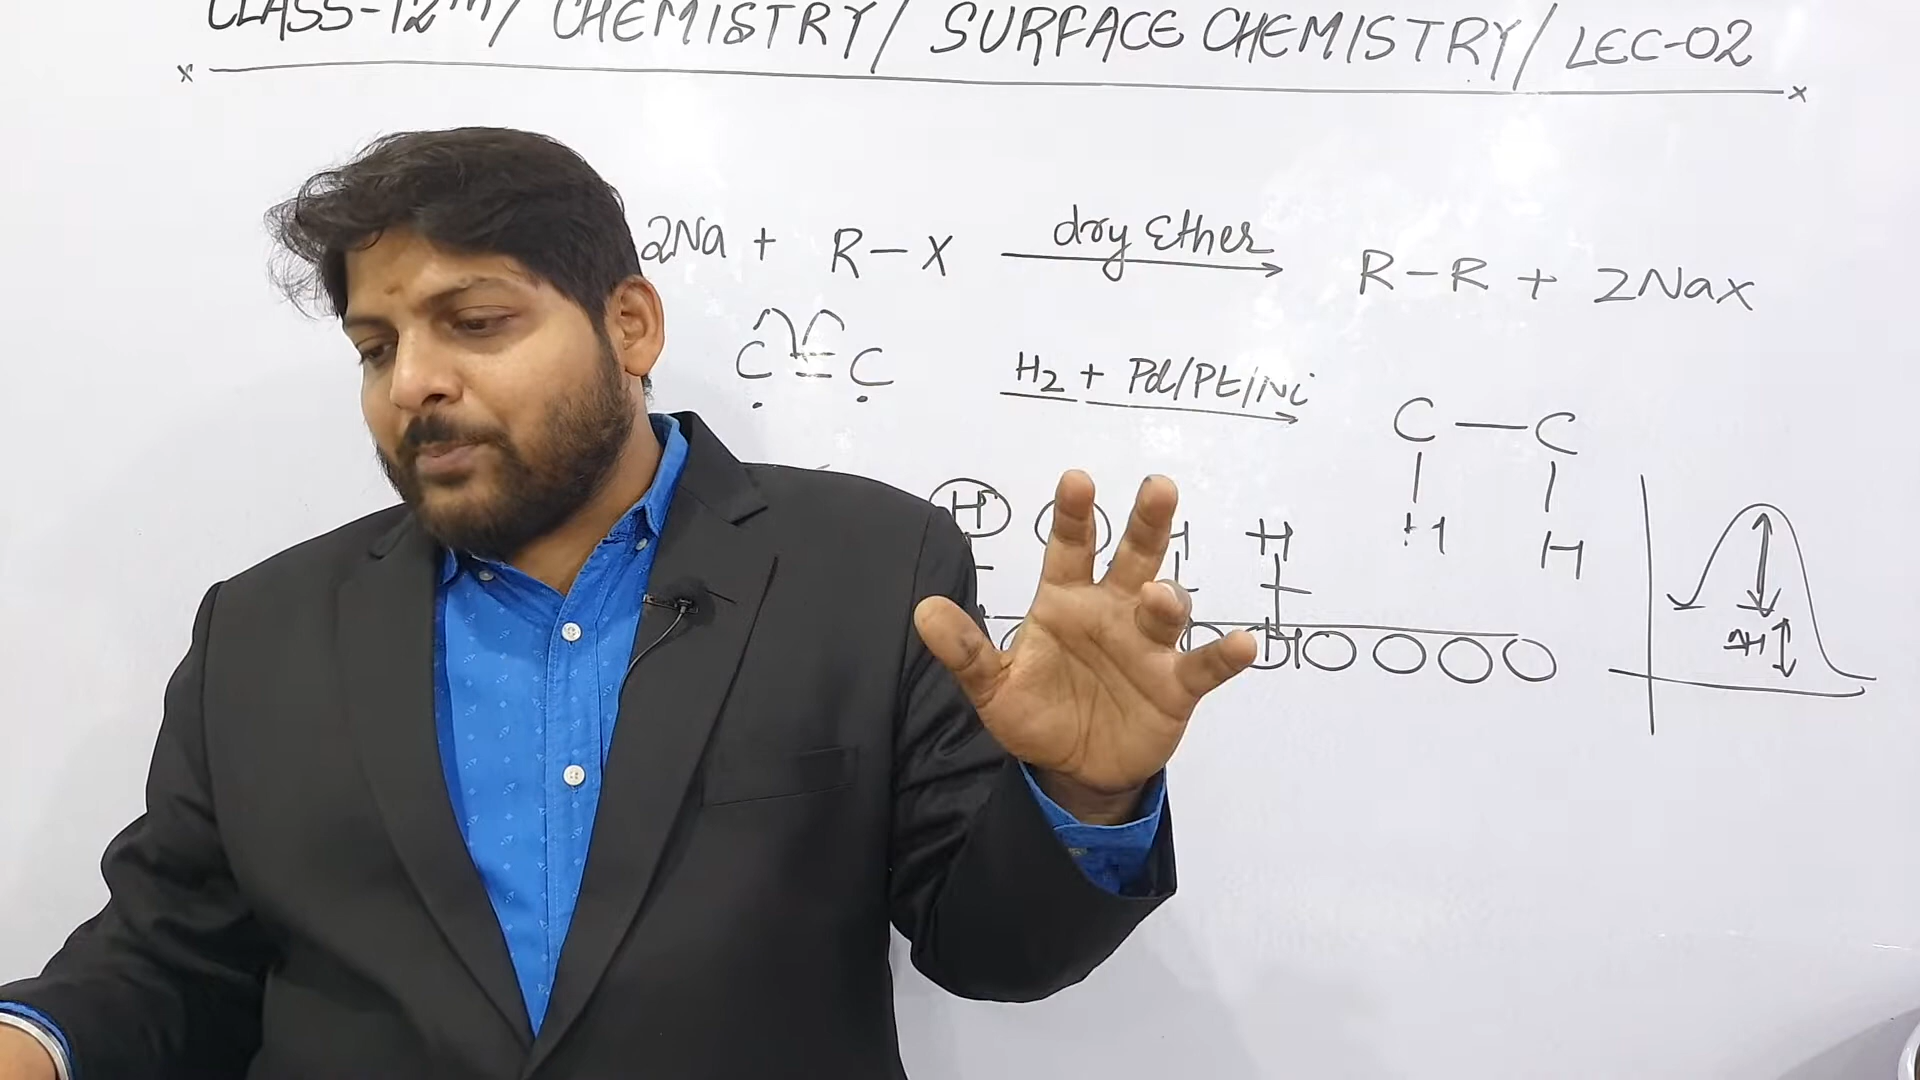 CLASS-12th/ CHEMISTRY/ SURFACE CHEMISTRY/ LEC-02
2Na + R-X dry Ether R-R + 2NaX
C=C H2 + Pd/Pt/Ni C-C
H H
H H H
ΔH
H